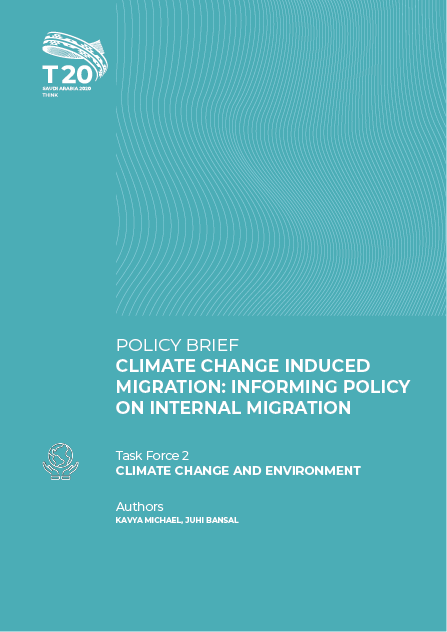 T20
SAUDI ARABIA 2020
THINK
POLICY BRIEF
CLIMATE CHANGE INDUCED
MIGRATION: INFORMING POLICY
ON INTERNAL MIGRATION
Task Force 2
CLIMATE CHANGE AND ENVIRONMENT
Authors
KAVYA MICHAEL, JUHI BANSAL